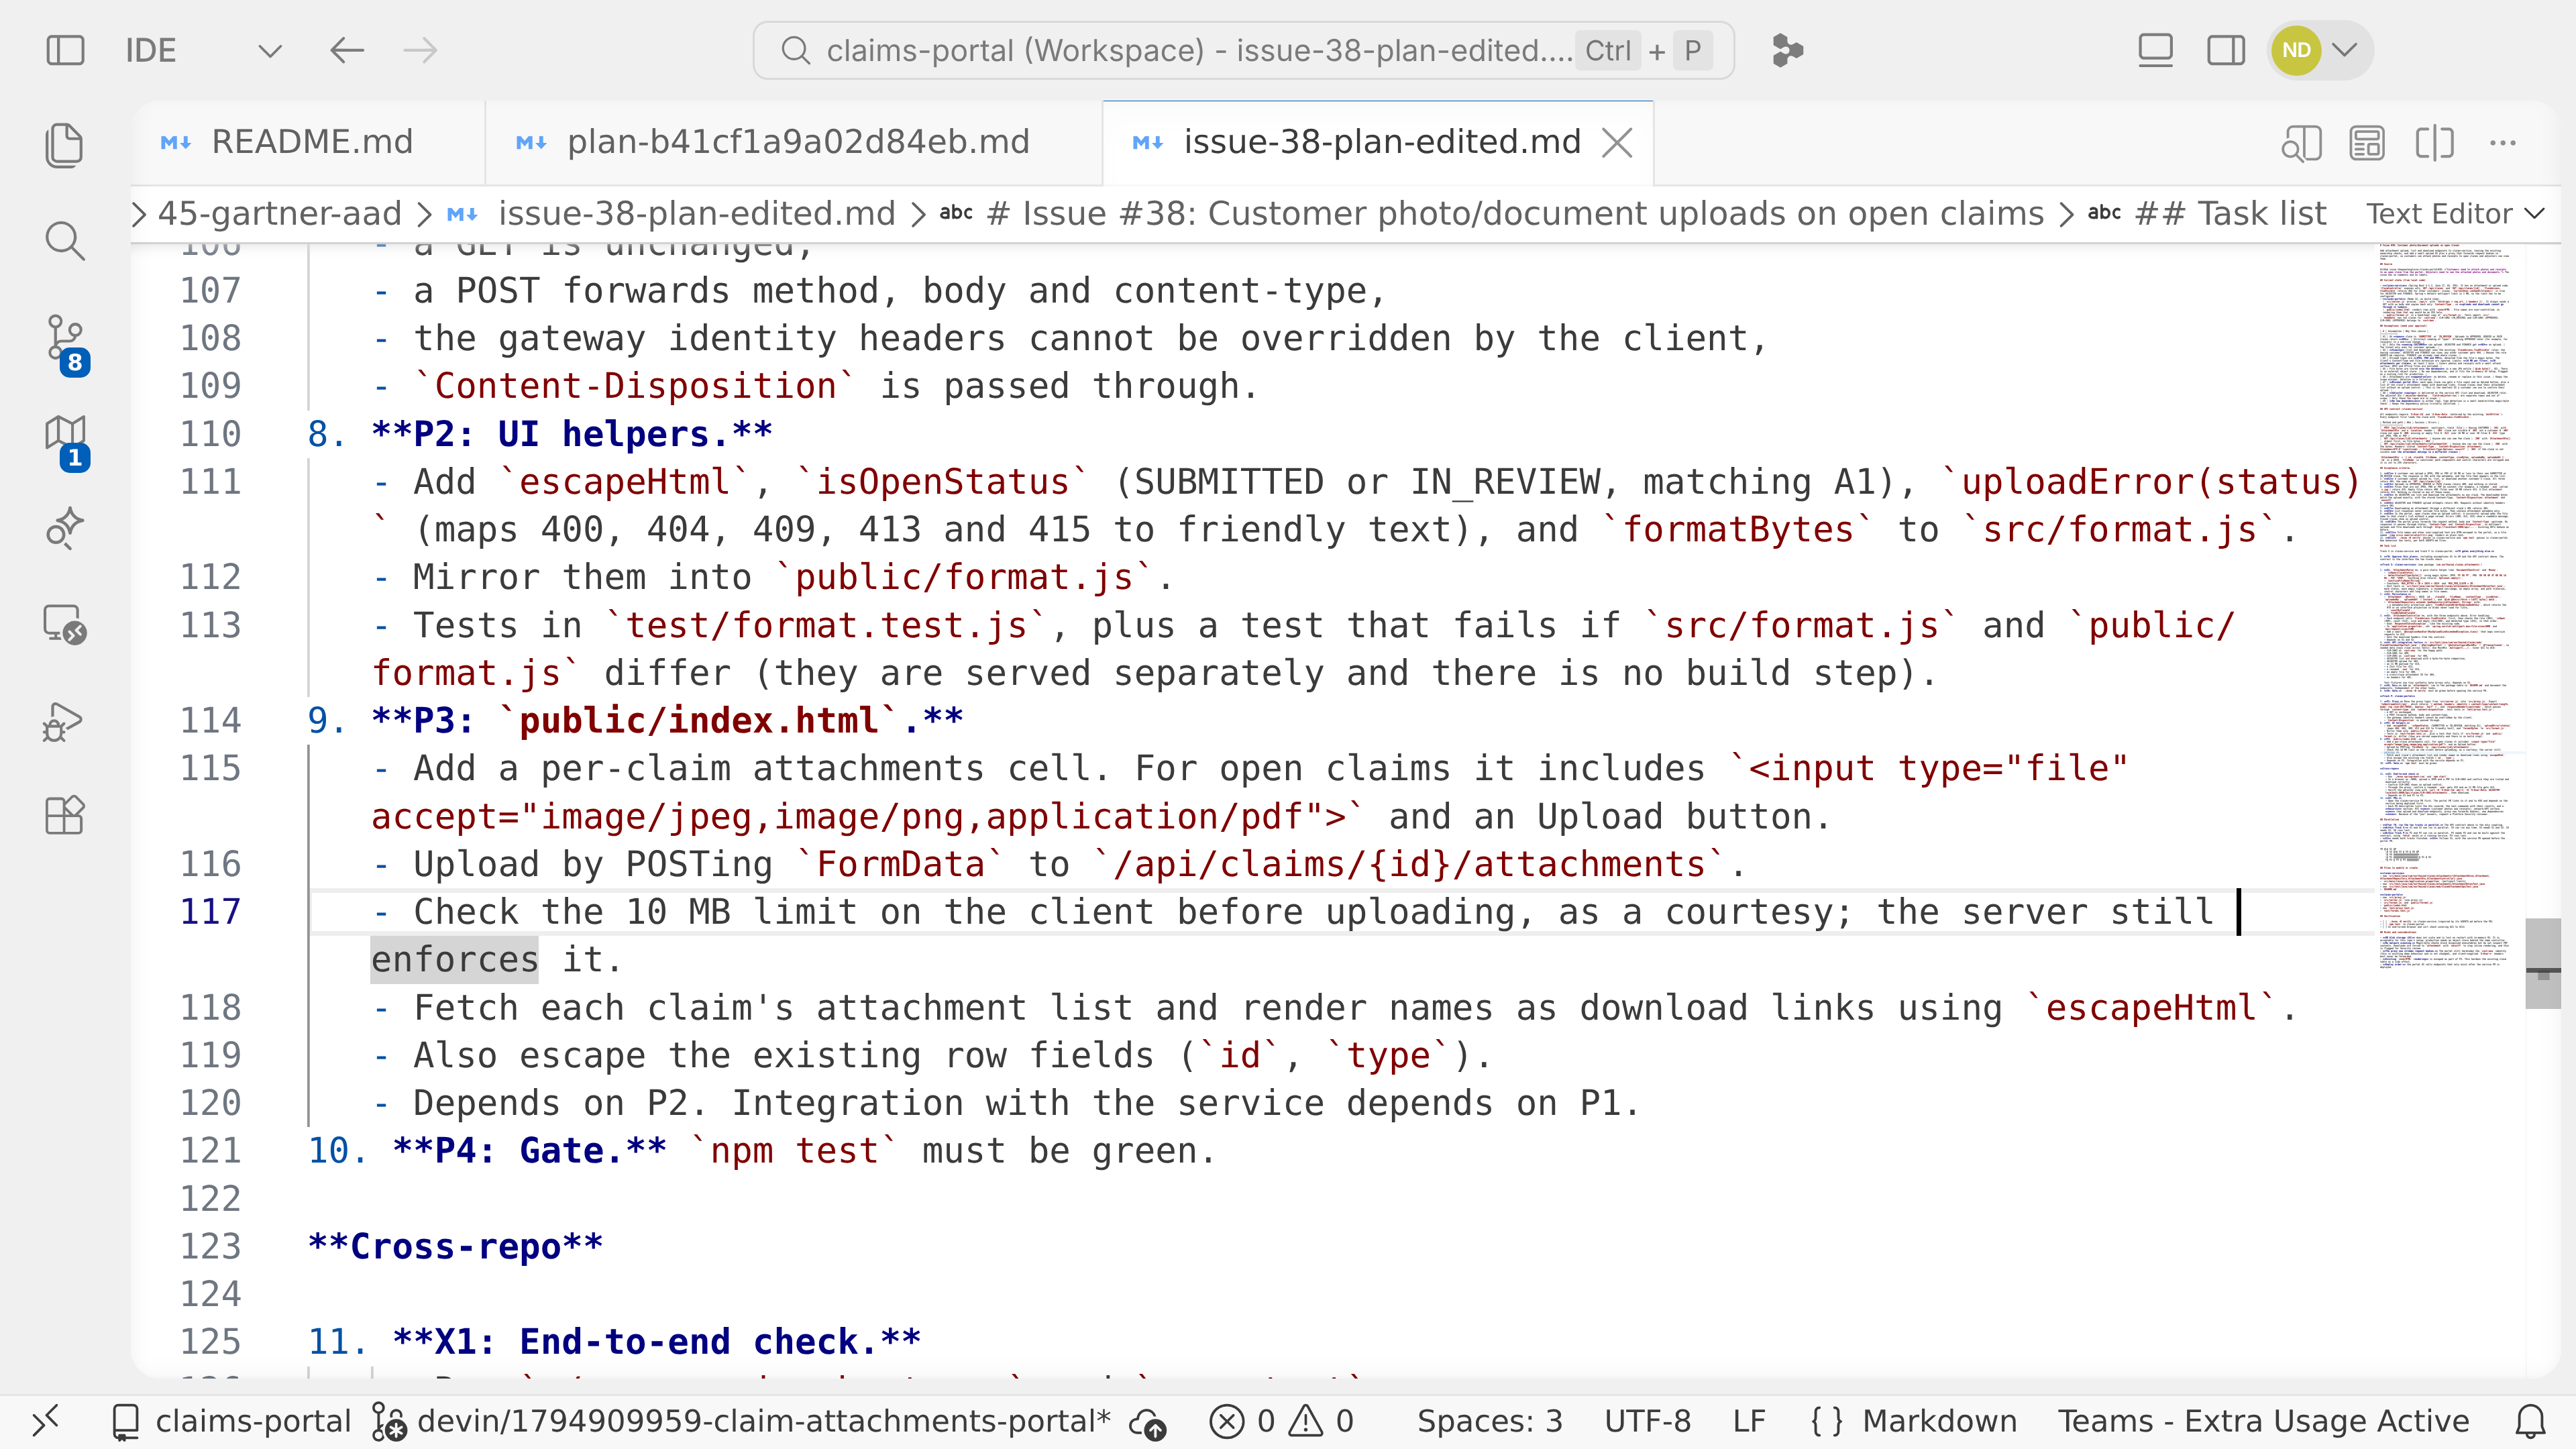 IDE
claims-portal (Workspace) - issue-38-plan-edited.... Ctrl + P
ND
README.md
plan-b41cf1a9a02d84eb.md
issue-38-plan-edited.md
45-gartner-aad > issue-38-plan-edited.md > abc # Issue #38: Customer photo/document uploads on open claims > abc ## Task list
Text Editor
8
1
106 - a GET is unchanged,
107 - a POST forwards method, body and content-type,
108 - the gateway identity headers cannot be overridden by the client,
109 - `Content-Disposition` is passed through.
110 8. **P2: UI helpers.**
111 - Add `escapeHtml`, `isOpenStatus` (SUBMITTED or IN_REVIEW, matching A1), `uploadError(status)
` (maps 400, 404, 409, 413 and 415 to friendly text), and `formatBytes` to `src/format.js`.
112 - Mirror them into `public/format.js`.
113 - Tests in `test/format.test.js`, plus a test that fails if `src/format.js` and `public/
format.js` differ (they are served separately and there is no build step).
114 9. **P3: `public/index.html`.**
115 - Add a per-claim attachments cell. For open claims it includes `<input type="file"
accept="image/jpeg,image/png,application/pdf">` and an Upload button.
116 - Upload by POSTing `FormData` to `/api/claims/{id}/attachments`.
117 - Check the 10 MB limit on the client before uploading, as a courtesy; the server still
enforces it.
118 - Fetch each claim's attachment list and render names as download links using `escapeHtml`.
119 - Also escape the existing row fields (`id`, `type`).
120 - Depends on P2. Integration with the service depends on P1.
121 10. **P4: Gate.** `npm test` must be green.
122
123 **Cross-repo**
124
125 11. **X1: End-to-end check.**
claims-portal
devin/1794909959-claim-attachments-portal*
0
0
Spaces: 3
UTF-8
LF
{ } Markdown
Teams - Extra Usage Active